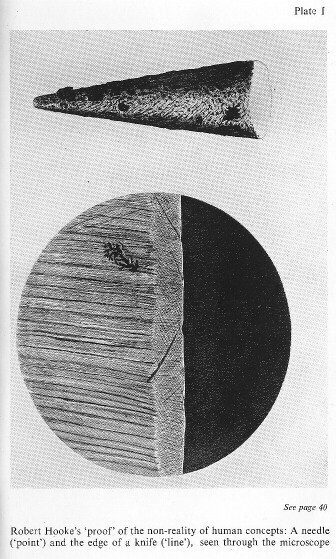 Plate I
See page 40
Robert Hooke's 'proof' of the non-reality of human concepts: A needle
('point') and the edge of a knife ('line'), seen through the microscope